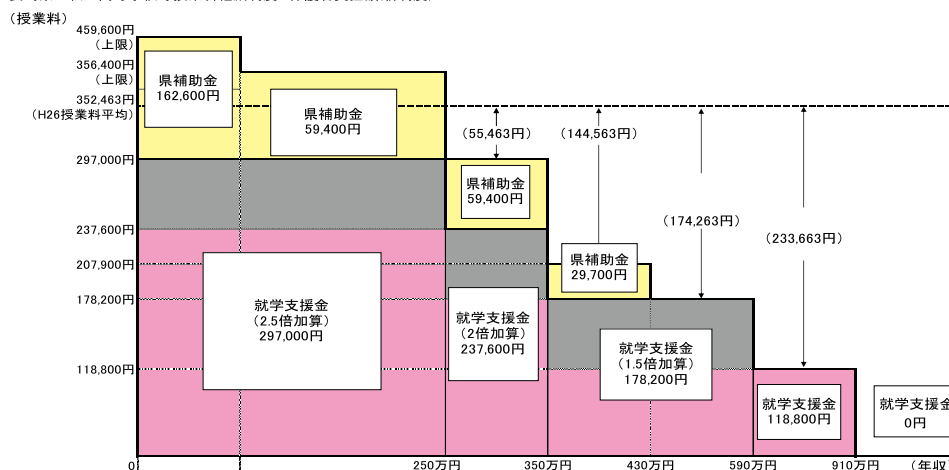 （授業料）
459,600円
（上限）
356,400円
（上限）
352,463円
（H26授業料平均）
297,000円
237,600円
207,900円
178,200円
118,800円
県補助金
162,600円
県補助金
59,400円
県補助金
59,400円
県補助金
29,700円
（55,463円）
（144,563円）
（174,263円）
（233,663円）
就学支援金
（2.5倍加算）
297,000円
就学支援金
（2倍加算）
237,600円
就学支援金
（1.5倍加算）
178,200円
就学支援金
118,800円
就学支援金
0円
0 250万円 350万円 430万円 590万円 910万円 （年収